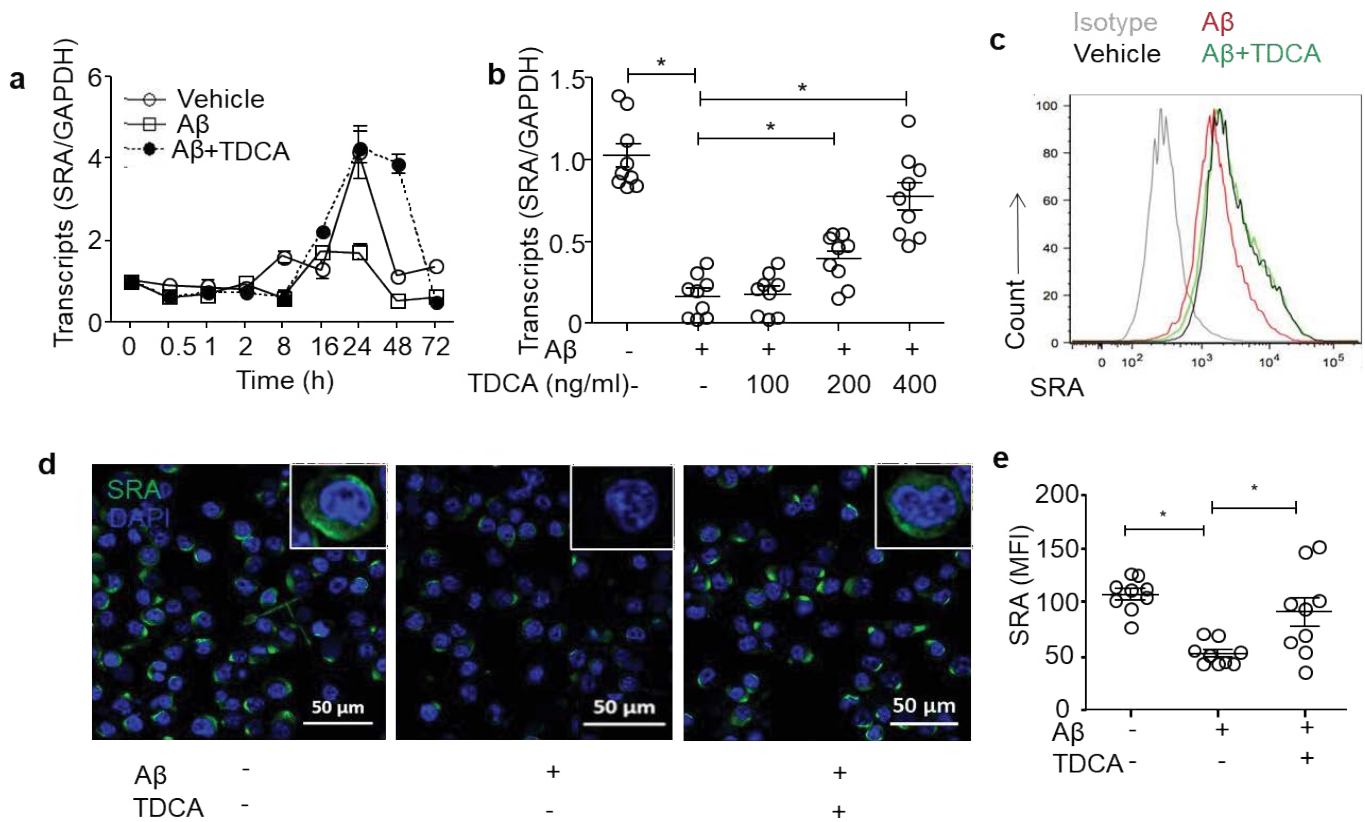 a
Transcripts (SRA/GAPDH)
6
4
2
0
Vehicle
Aβ
Aβ+TDCA
0 0.5 1 2 8 16 24 48 72
Time (h)
b
Transcripts (SRA/GAPDH)
1.5
1.0
0.5
0
*
*
*
Aβ - + + + +
TDCA (ng/ml)- - 100 200 400
c
Isotype Aβ
Vehicle Aβ+TDCA
Count
100
80
60
40
20
0
0 10² 10³ 10⁴ 10⁵
SRA
d
SRA
DAPI
50 μm
50 μm
50 μm
Aβ - + +
TDCA - - +
e
SRA (MFI)
200
150
100
50
0
*
*
Aβ - + +
TDCA - - +